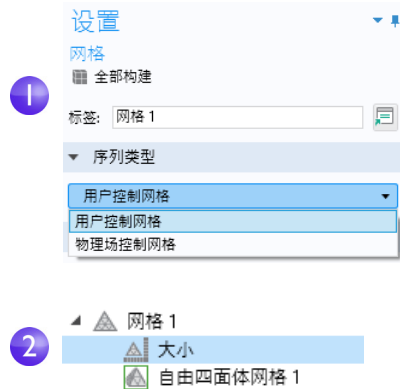 设置
网格
全部构建
1
标签: 网格 1
序列类型
用户控制网格
用户控制网格
物理场控制网格
网格 1
2
大小
自由四面体网格 1